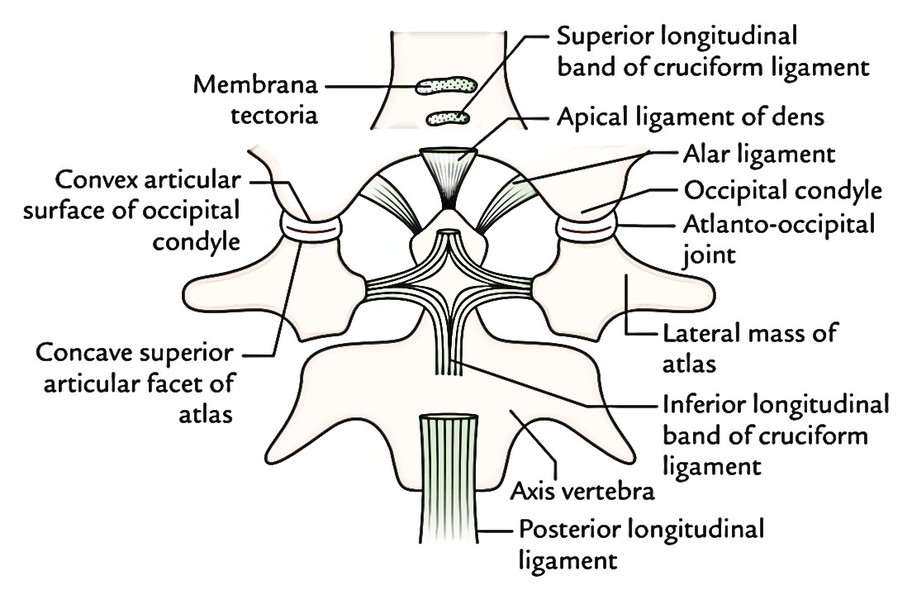 Superior longitudinal
band of cruciform ligament
Membrana
tectoria
Apical ligament of dens
Alar ligament
Convex articular
surface of occipital
condyle
Occipital condyle
Atlanto-occipital
joint
Lateral mass of
atlas
Concave superior
articular facet of
atlas
Inferior longitudinal
band of cruciform
ligament
Axis vertebra
Posterior longitudinal
ligament